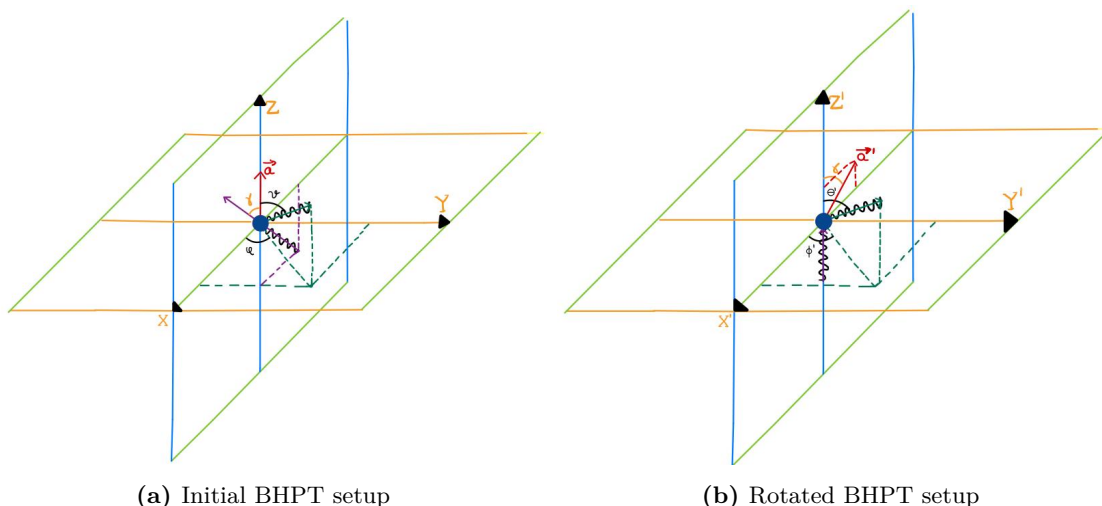 Z
Z'
a⃗
a⃗'
γ
ϑ
γ
θ'
Y
Y'
φ
ϕ'
X
X'
(a) Initial BHPT setup
(b) Rotated BHPT setup